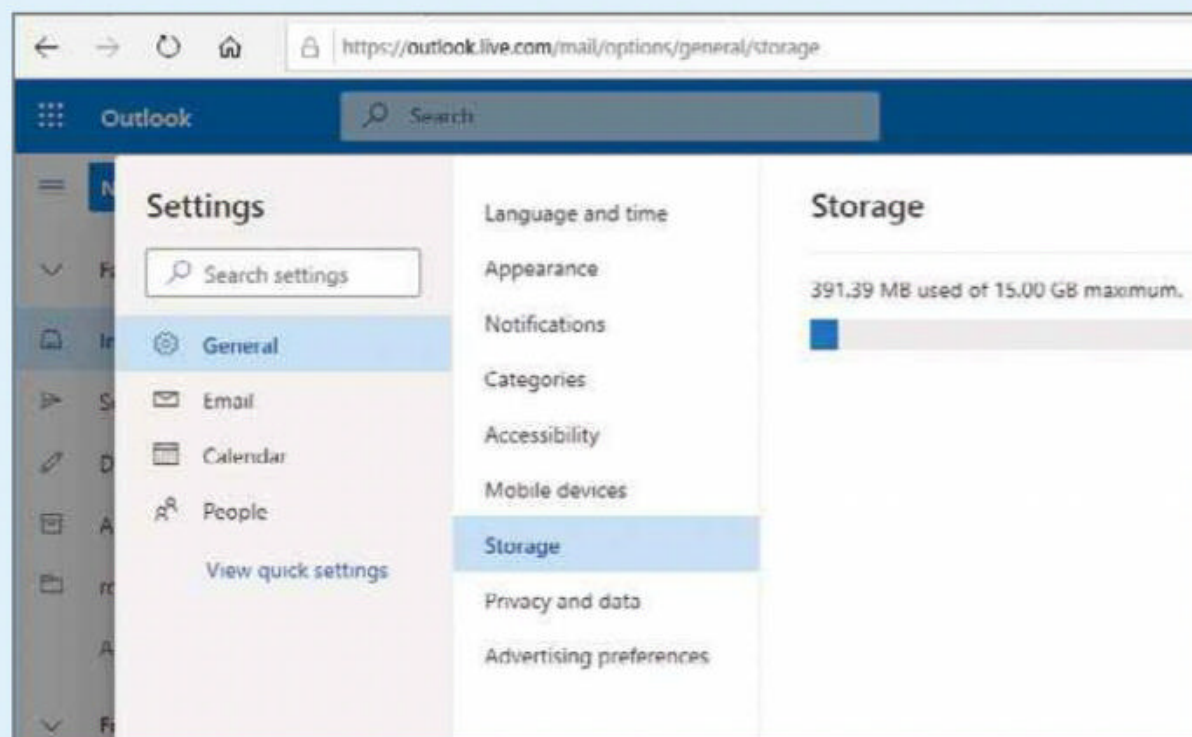 https://outlook.live.com/mail/options/general/storage
Outlook
Search
Settings
Search settings
General
Email
Calendar
People
View quick settings
Language and time
Appearance
Notifications
Categories
Accessibility
Mobile devices
Storage
Privacy and data
Advertising preferences
Storage
391.39 MB used of 15.00 GB maximum.